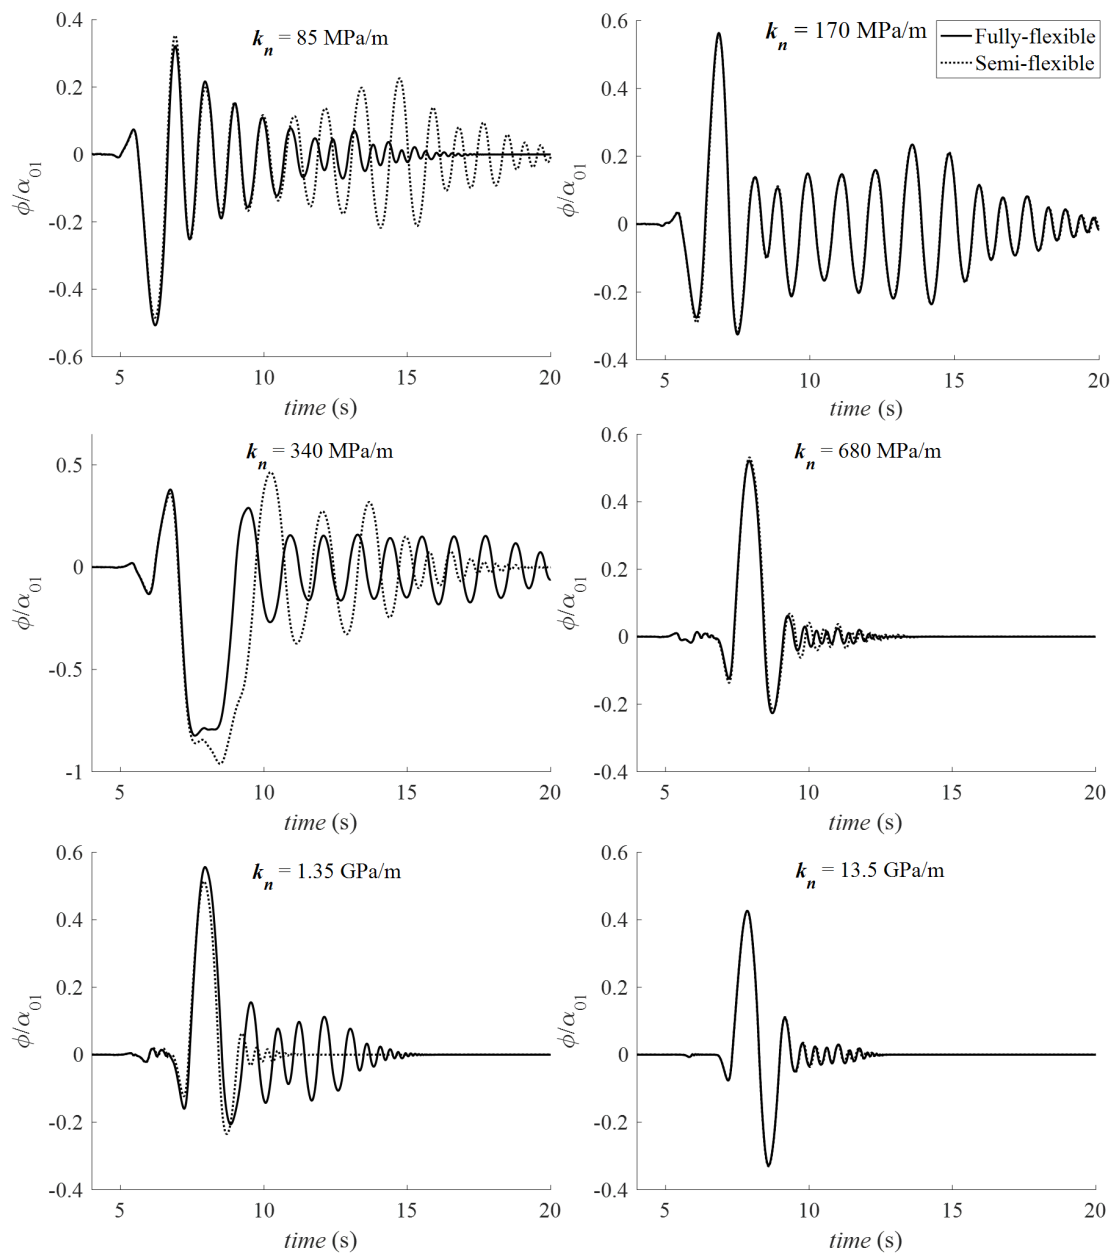 k_n = 85 MPa/m
0.4
0.2
0
-0.2
-0.4
-0.6
ϕ/α_01
5 10 15 20
time (s)
k_n = 170 MPa/m
Fully-flexible
Semi-flexible
0.6
0.4
0.2
0
-0.2
-0.4
ϕ/α_01
5 10 15 20
time (s)
k_n = 340 MPa/m
0.5
0
-0.5
-1
ϕ/α_01
5 10 15 20
time (s)
k_n = 680 MPa/m
0.6
0.4
0.2
0
-0.2
-0.4
ϕ/α_01
5 10 15 20
time (s)
k_n = 1.35 GPa/m
0.6
0.4
0.2
0
-0.2
-0.4
ϕ/α_01
5 10 15 20
time (s)
k_n = 13.5 GPa/m
0.6
0.4
0.2
0
-0.2
-0.4
ϕ/α_01
5 10 15 20
time (s)